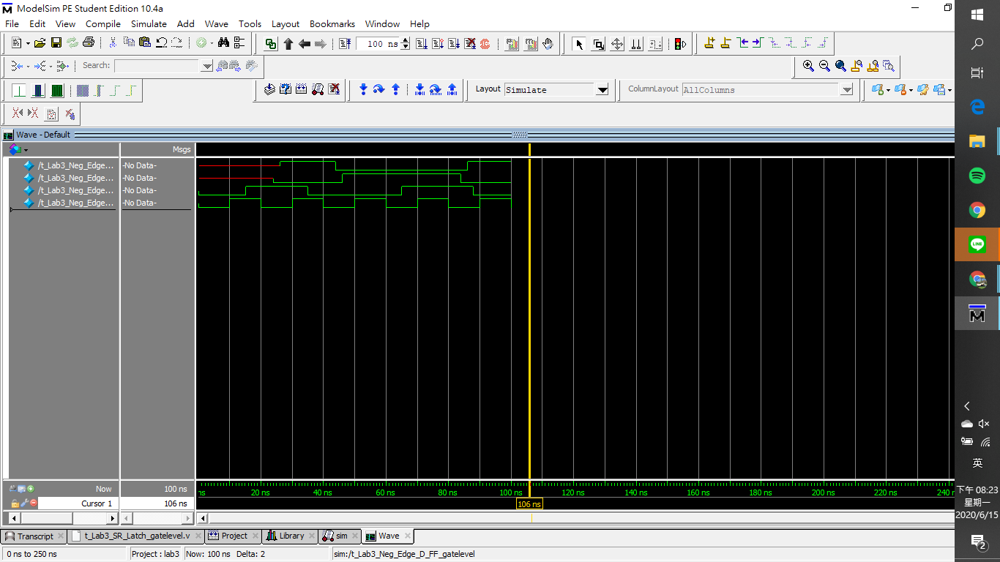 ModelSim PE Student Edition 10.4a
File Edit View Compile Simulate Add Wave Tools Layout Bookmarks Window Help
100 ns
Search:
Layout Simulate ColumnLayout AllColumns
Wave - Default
Msgs
/t_Lab3_Neg_Edge... -No Data-
/t_Lab3_Neg_Edge... -No Data-
/t_Lab3_Neg_Edge... -No Data-
/t_Lab3_Neg_Edge... -No Data-
Now 100 ns
ns 20 ns 40 ns 60 ns 80 ns 100 ns 120 ns 140 ns 160 ns 180 ns 200 ns 220 ns 240 n
Cursor 1 106 ns
106 ns
Transcript t_Lab3_SR_Latch_gatelevel.v Project Library sim Wave
0 ns to 250 ns Project : lab3 Now: 100 ns Delta: 2 sim:/t_Lab3_Neg_Edge_D_FF_gatelevel
LINE
英
下午 08:23
星期一
2020/6/15
2